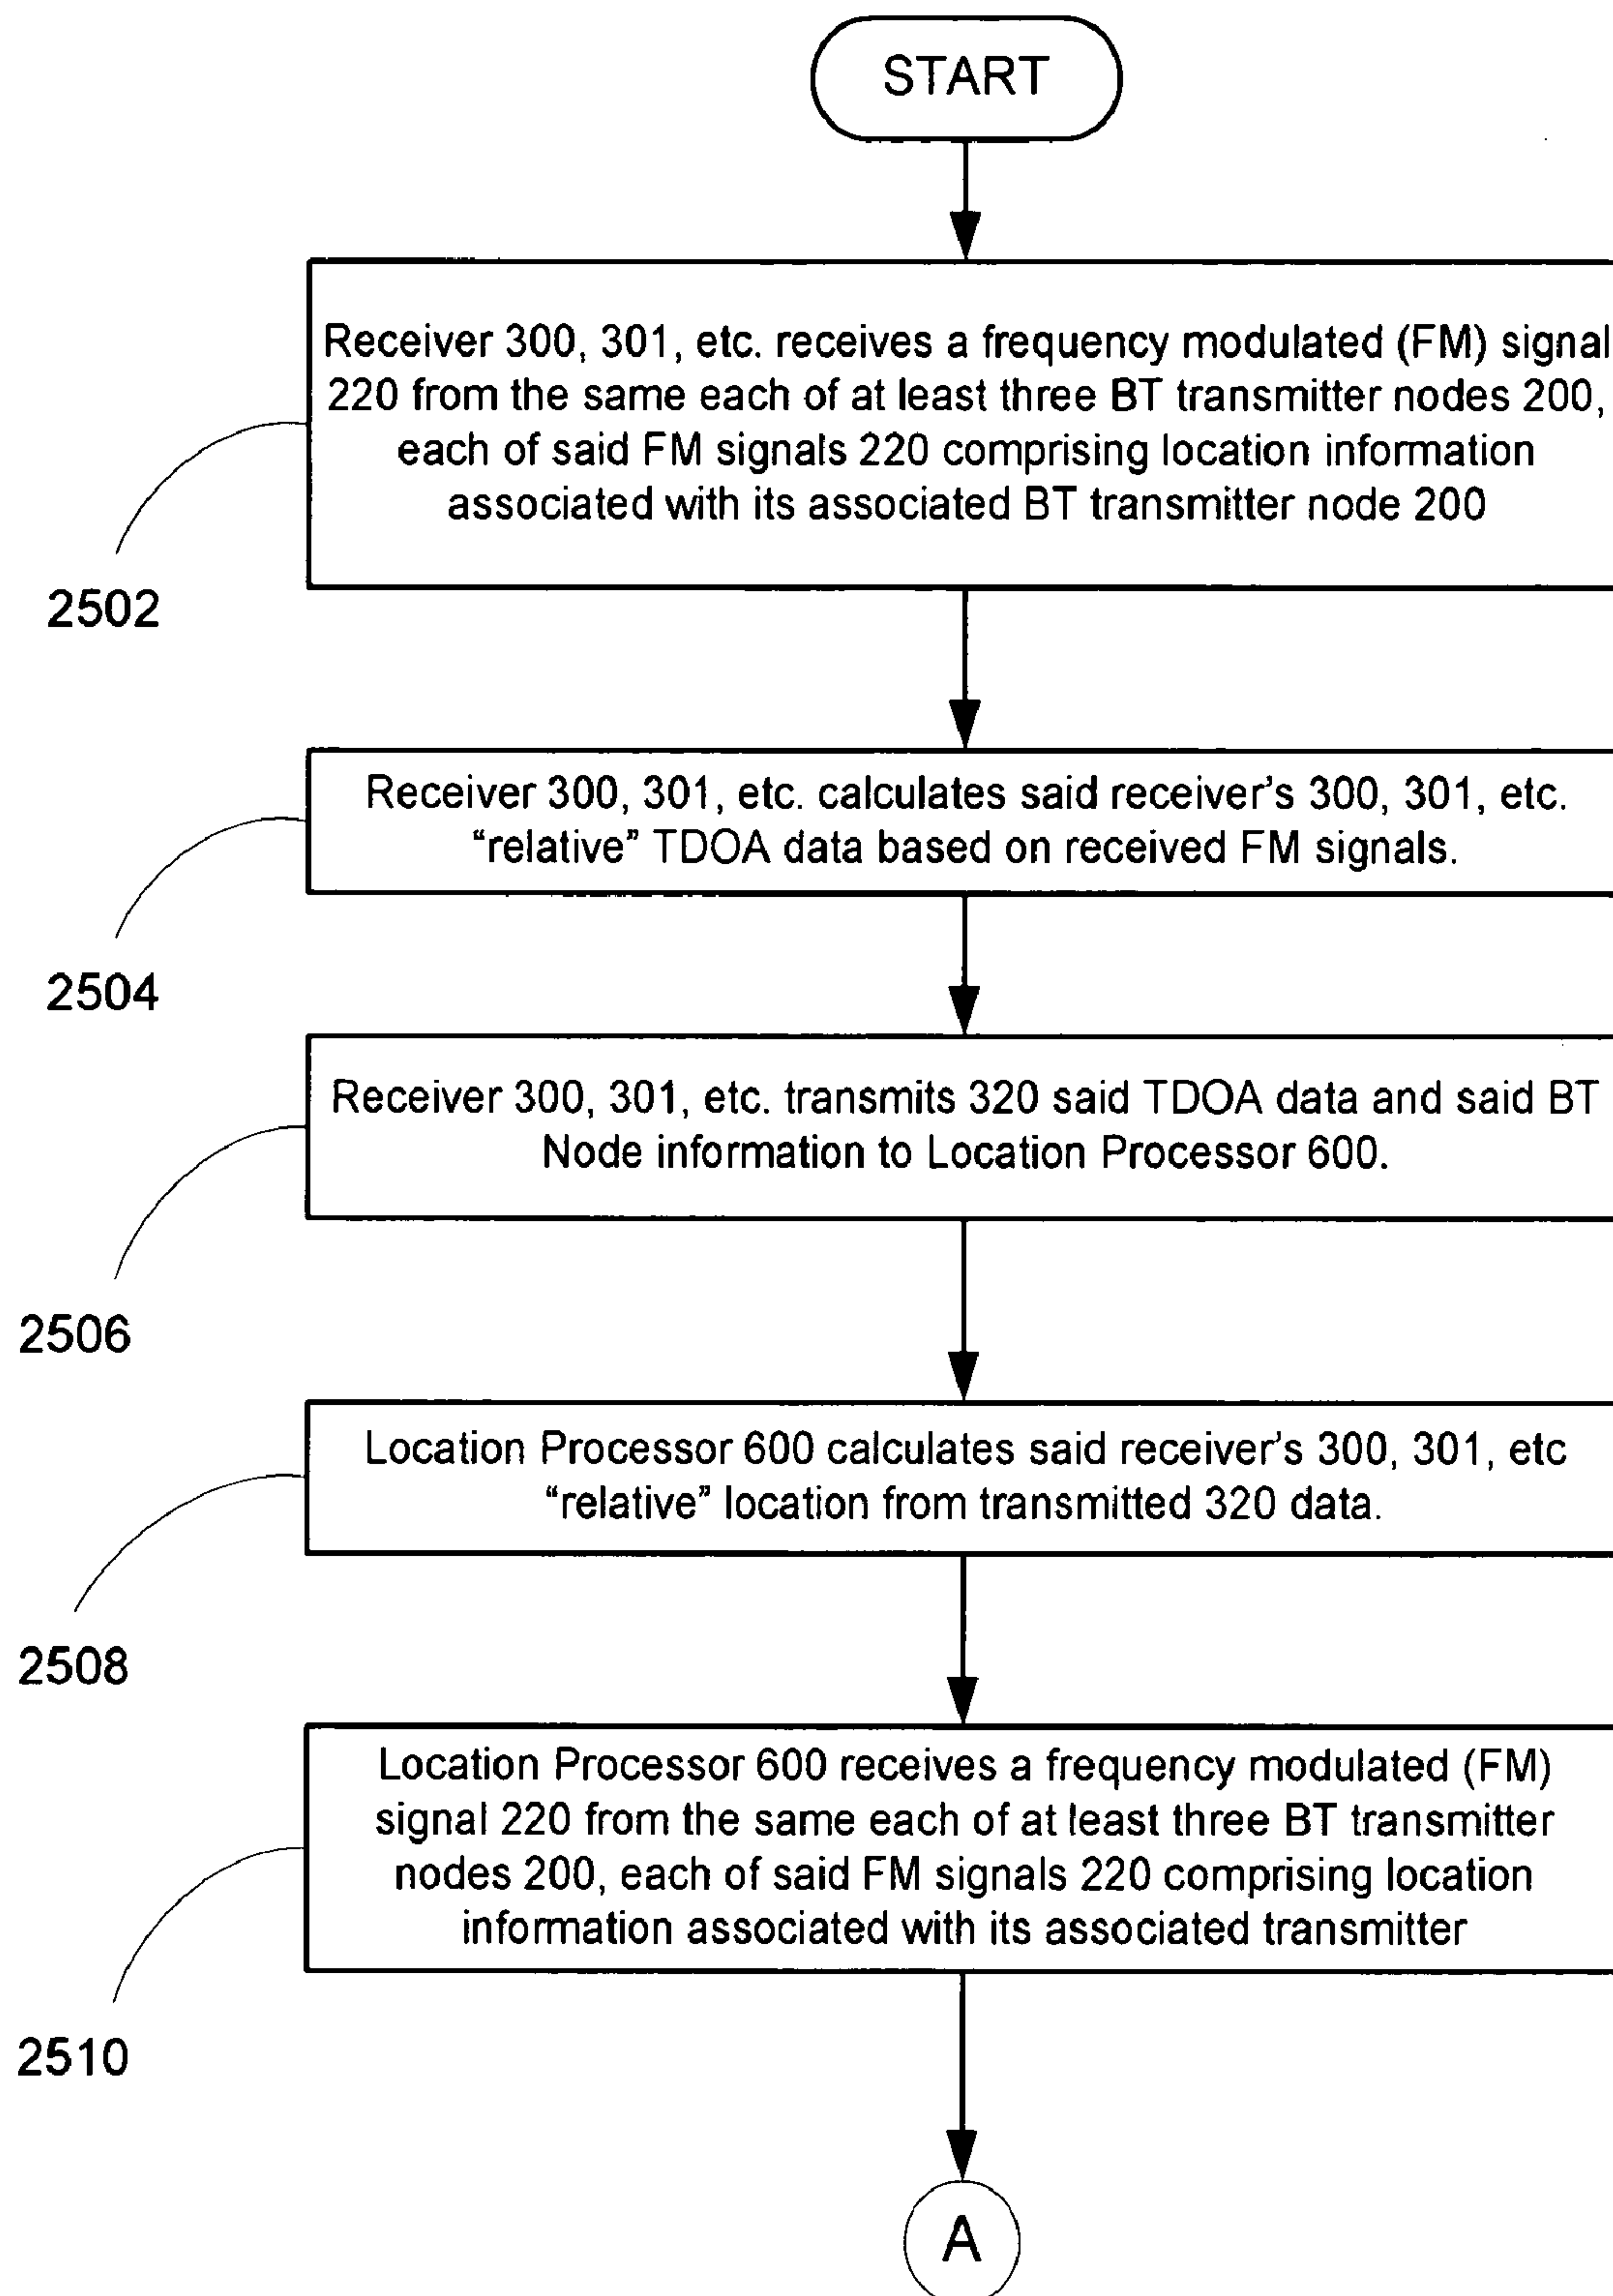 START
Receiver 300, 301, etc. receives a frequency modulated (FM) signal
220 from the same each of at least three BT transmitter nodes 200,
each of said FM signals 220 comprising location information
associated with its associated BT transmitter node 200
2502
Receiver 300, 301, etc. calculates said receiver's 300, 301, etc.
“relative” TDOA data based on received FM signals.
2504
Receiver 300, 301, etc. transmits 320 said TDOA data and said BT
Node information to Location Processor 600.
2506
Location Processor 600 calculates said receiver's 300, 301, etc
“relative” location from transmitted 320 data.
2508
Location Processor 600 receives a frequency modulated (FM)
signal 220 from the same each of at least three BT transmitter
nodes 200, each of said FM signals 220 comprising location
information associated with its associated transmitter
2510
A